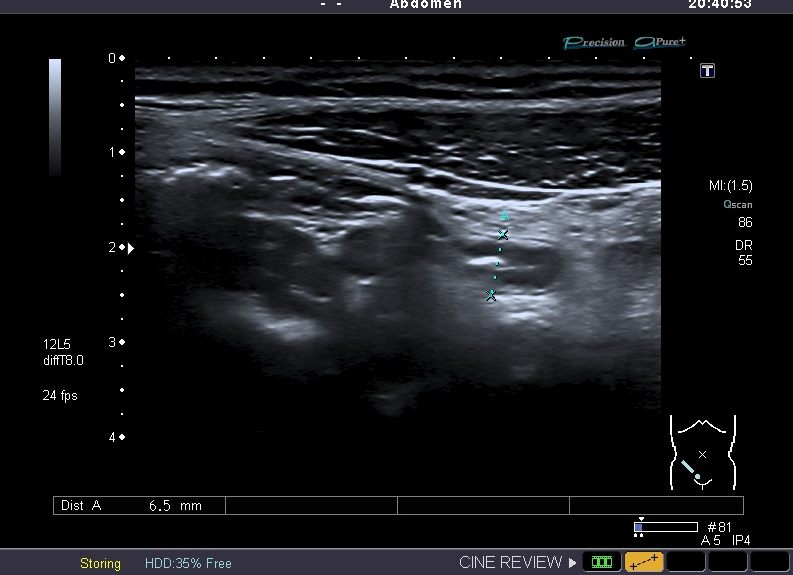 - - Abdomen 20:40:53
Precision APure+
T
0
1
2
3
4
A
MI:(1.5)
Qscan
86
DR
55
12L5
diffT8.0
24 fps
Dist A 6.5 mm
#81
A 5 IP4
Storing HDD:35% Free CINE REVIEW